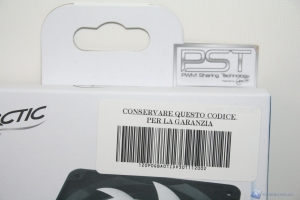 PST
PWM Sharing Technology
CTIC
CONSERVARE QUESTO CODICE
PER LA GARANZIA